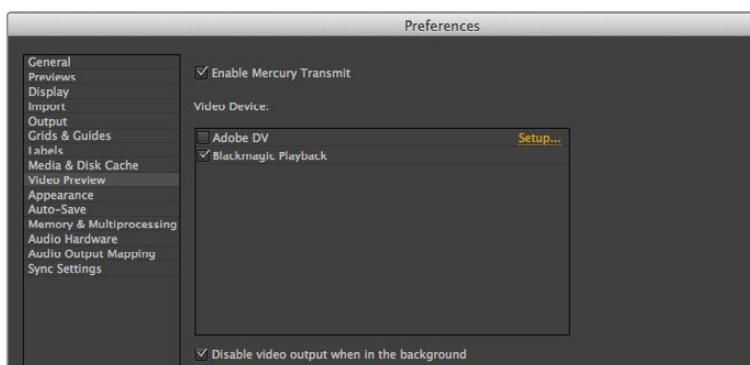 Preferences
General
Previews
Display
Import
Output
Grids & Guides
Labels
Media & Disk Cache
Video Preview
Appearance
Auto-Save
Memory & Multiprocessing
Audio Hardware
Audio Output Mapping
Sync Settings
Enable Mercury Transmit
Video Device:
Adobe DV Setup...
Blackmagic Playback
Disable video output when in the background